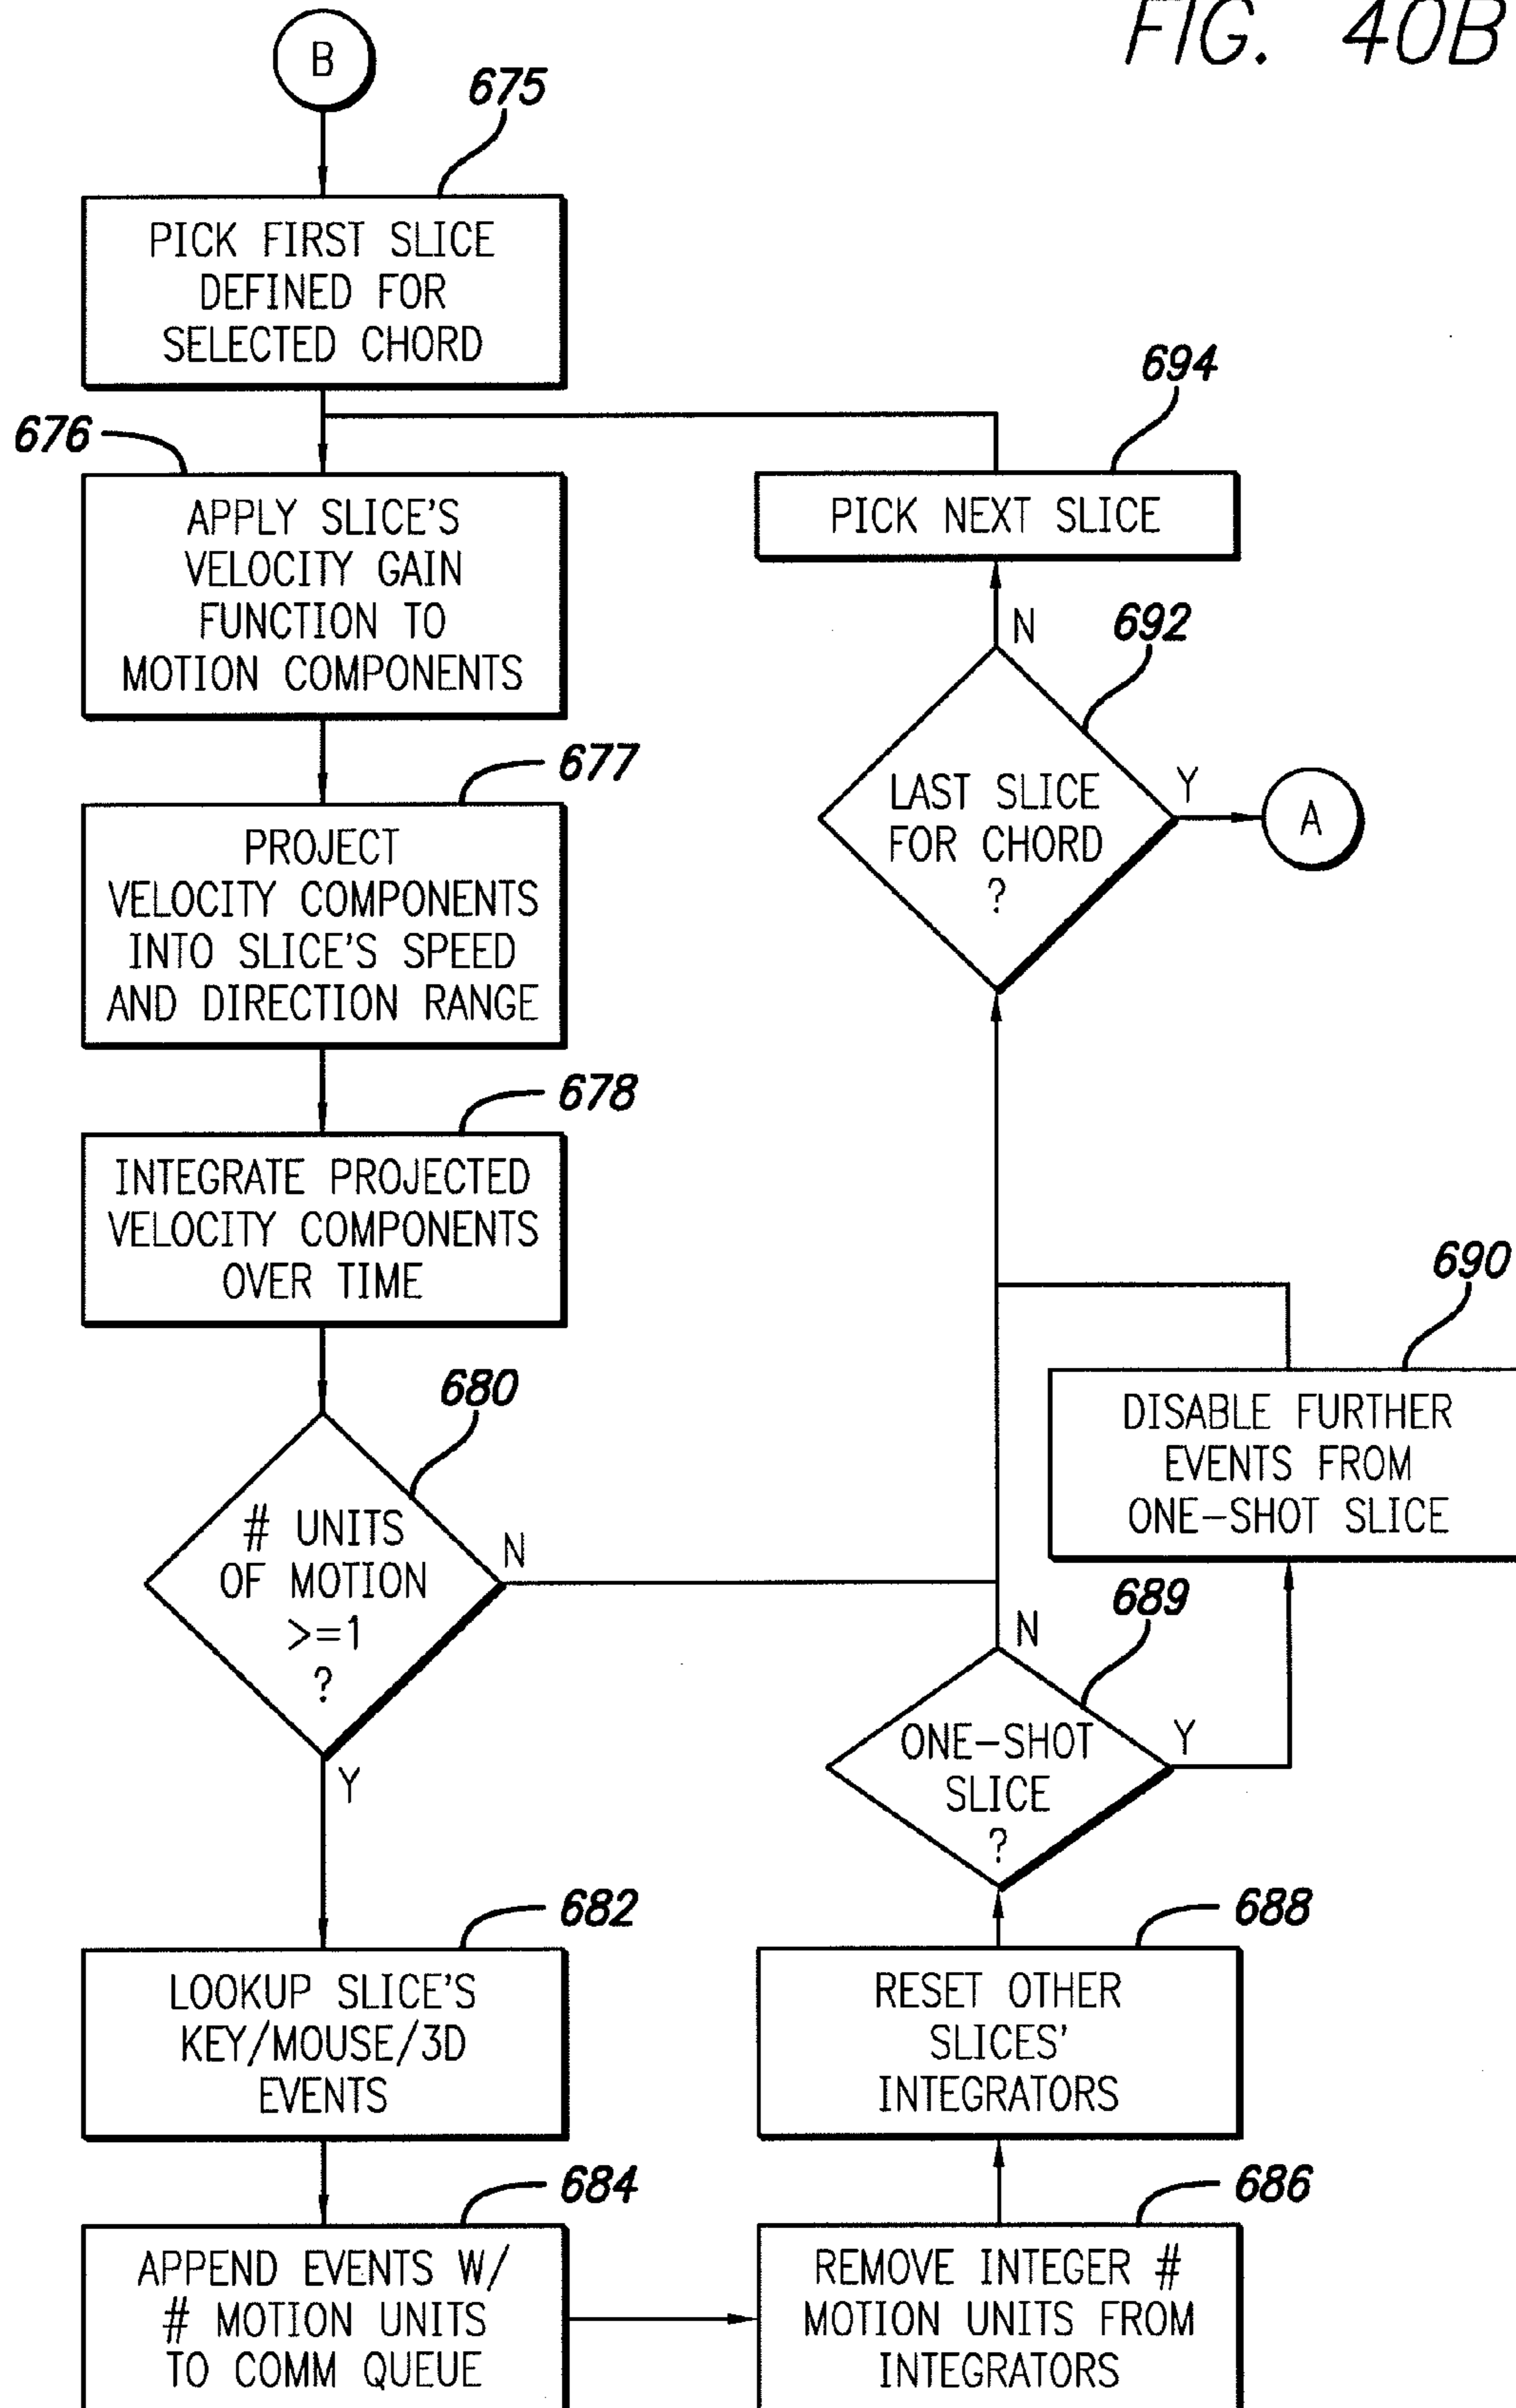 FIG. 40B
B
675
PICK FIRST SLICE
DEFINED FOR
SELECTED CHORD
676
APPLY SLICE'S
VELOCITY GAIN
FUNCTION TO
MOTION COMPONENTS
677
PROJECT
VELOCITY COMPONENTS
INTO SLICE'S SPEED
AND DIRECTION RANGE
678
INTEGRATE PROJECTED
VELOCITY COMPONENTS
OVER TIME
680
# UNITS
OF MOTION
>=1
?
N
Y
682
LOOKUP SLICE'S
KEY/MOUSE/3D
EVENTS
684
APPEND EVENTS W/
# MOTION UNITS
TO COMM QUEUE
686
REMOVE INTEGER #
MOTION UNITS FROM
INTEGRATORS
688
RESET OTHER
SLICES'
INTEGRATORS
689
ONE-SHOT
SLICE
?
N
Y
690
DISABLE FURTHER
EVENTS FROM
ONE-SHOT SLICE
692
LAST SLICE
FOR CHORD
?
N
Y
A
694
PICK NEXT SLICE